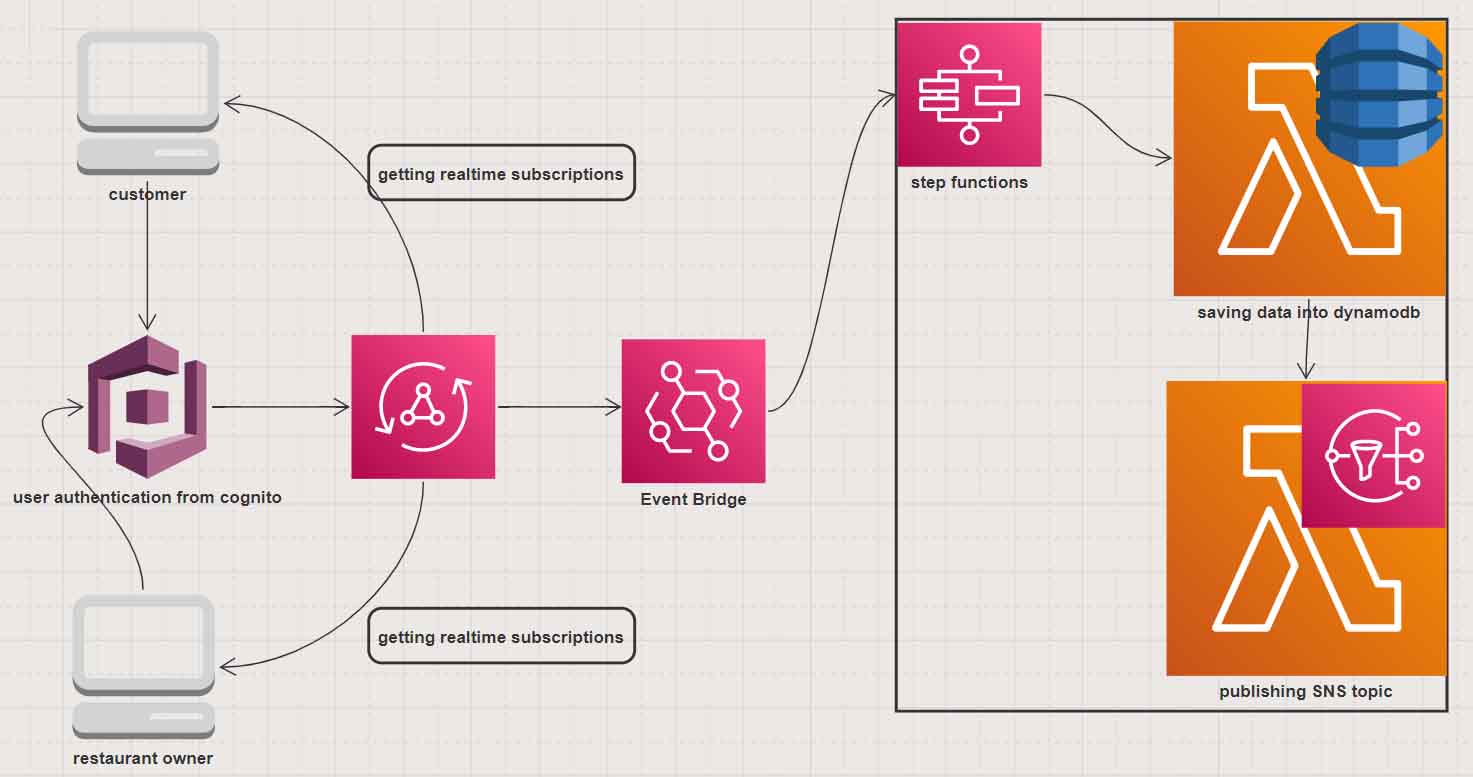 customer
getting realtime subscriptions
step functions
saving data into dynamodb
user authentication from cognito
Event Bridge
getting realtime subscriptions
publishing SNS topic
restaurant owner